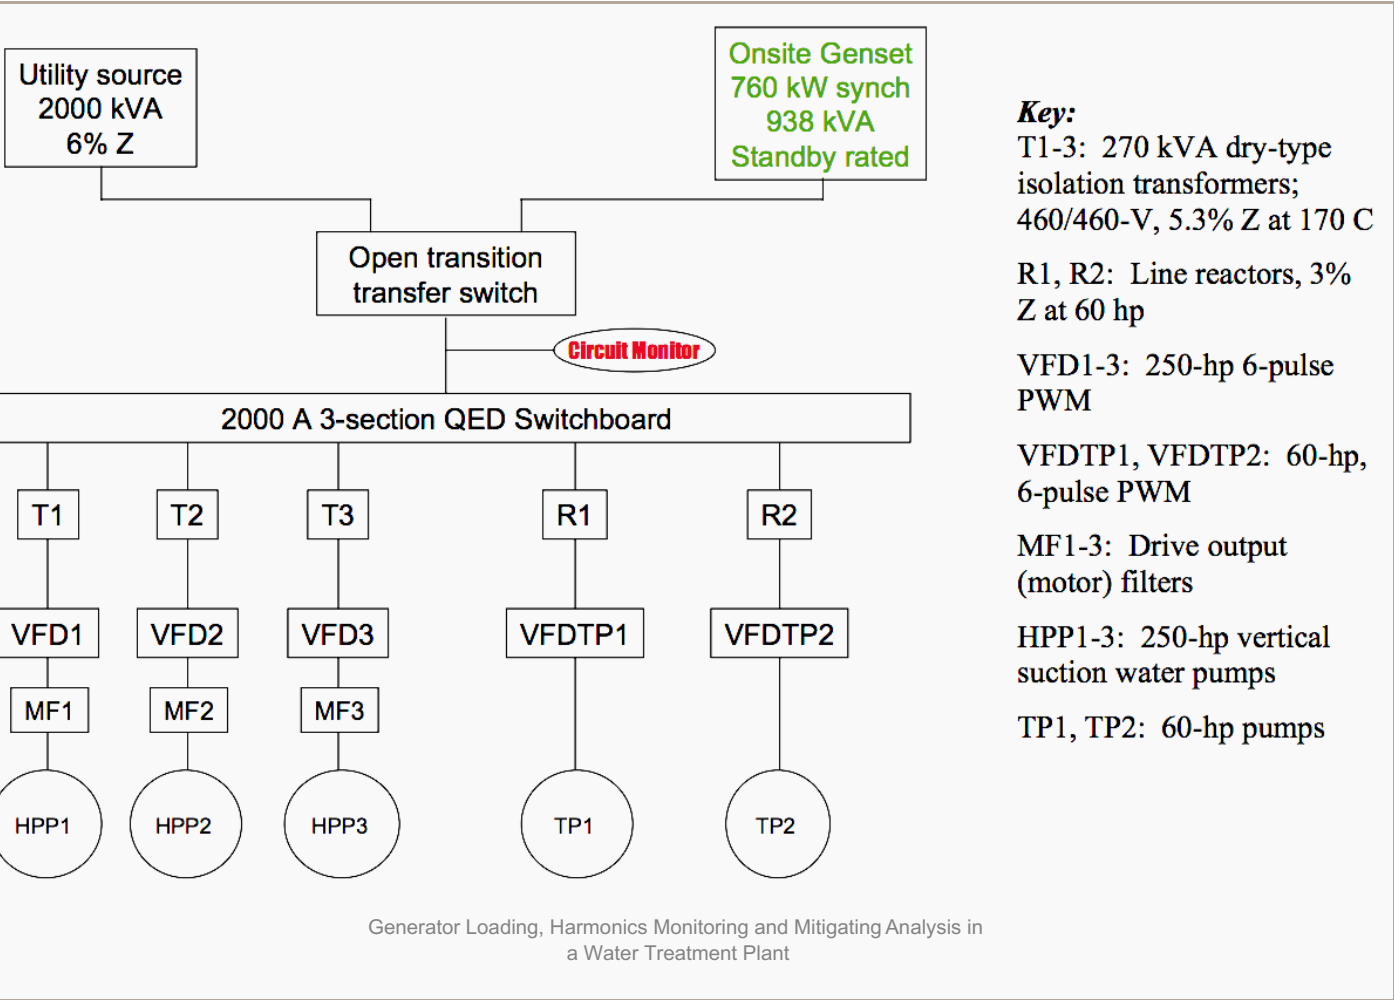 Utility source
2000 kVA
6% Z
Onsite Genset
760 kW synch
938 kVA
Standby rated
Open transition
transfer switch
Circuit Monitor
2000 A 3-section QED Switchboard
T1
T2
T3
R1
R2
VFD1
VFD2
VFD3
VFDTP1
VFDTP2
MF1
MF2
MF3
HPP1
HPP2
HPP3
TP1
TP2
Key:
T1-3: 270 kVA dry-type
isolation transformers;
460/460-V, 5.3% Z at 170 C
R1, R2: Line reactors, 3%
Z at 60 hp
VFD1-3: 250-hp 6-pulse
PWM
VFDTP1, VFDTP2: 60-hp,
6-pulse PWM
MF1-3: Drive output
(motor) filters
HPP1-3: 250-hp vertical
suction water pumps
TP1, TP2: 60-hp pumps
Generator Loading, Harmonics Monitoring and Mitigating Analysis in
a Water Treatment Plant